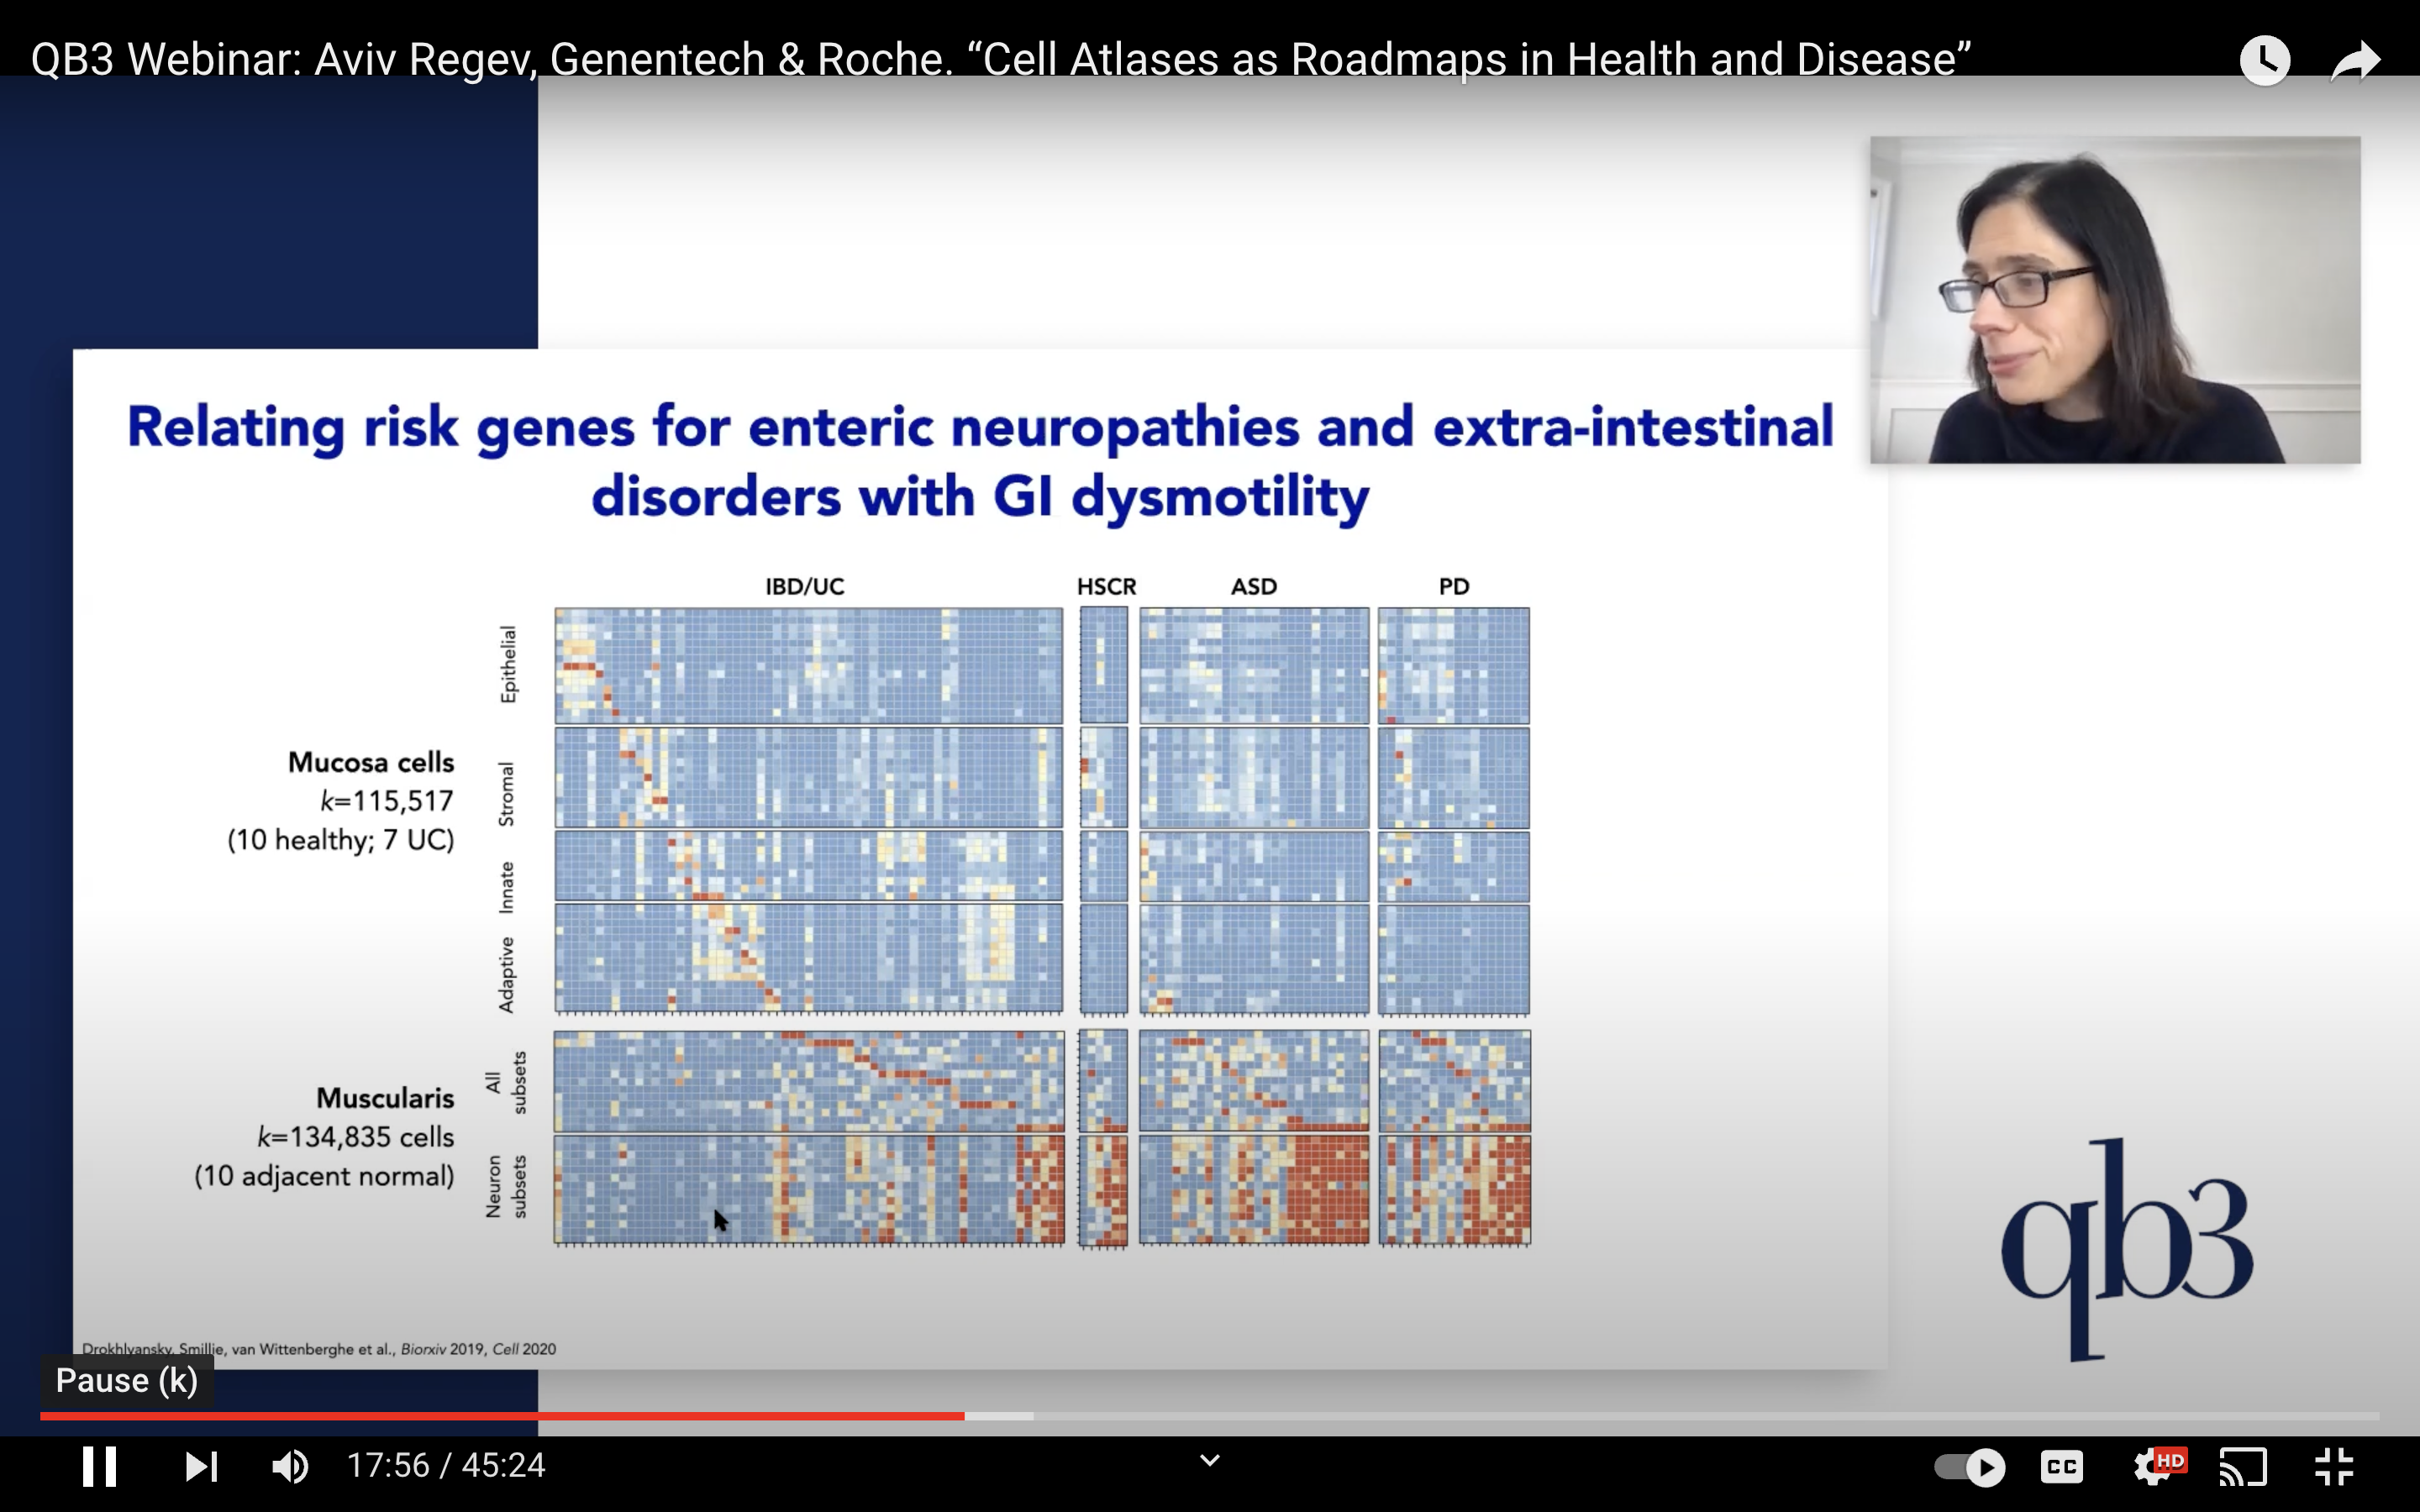 QB3 Webinar: Aviv Regev, Genentech & Roche. “Cell Atlases as Roadmaps in Health and Disease”
Relating risk genes for enteric neuropathies and extra-intestinal
disorders with GI dysmotility
IBD/UC
HSCR
ASD
PD
Epithelial
Stromal
Innate
Adaptive
Mucosa cells
k=115,517
(10 healthy; 7 UC)
All
subsets
Neuron
subsets
Muscularis
k=134,835 cells
(10 adjacent normal)
qb3
Drokhlyansky, Smillie, van Wittenberghe et al., Biorxiv 2019, Cell 2020
Pause (k)
17:56 / 45:24
CC
HD